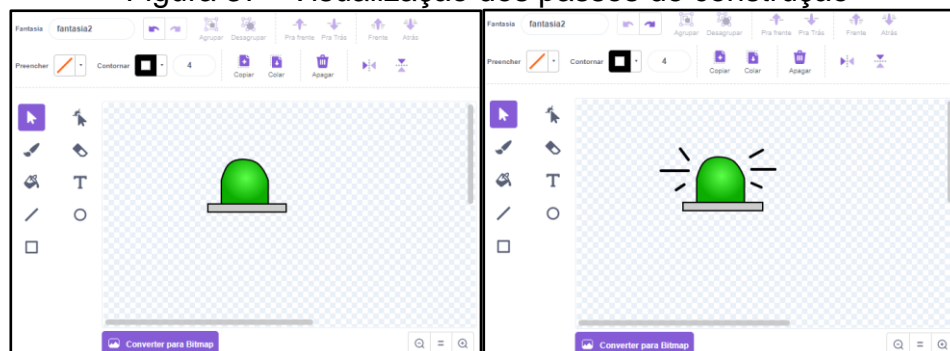 Figura 37 – Visualização dos passos de construção
Fantasia fantasia2 Agrupar Desagrupar Pra frente Pra Trás Frente Atrás
Preencher Contornar 4 Copiar Colar Apagar
T
Converter para Bitmap =
Fantasia fantasia2 Agrupar Desagrupar Pra frente Pra Trás Frente Atrás
Preencher Contornar 4 Copiar Colar Apagar
T
Converter para Bitmap =